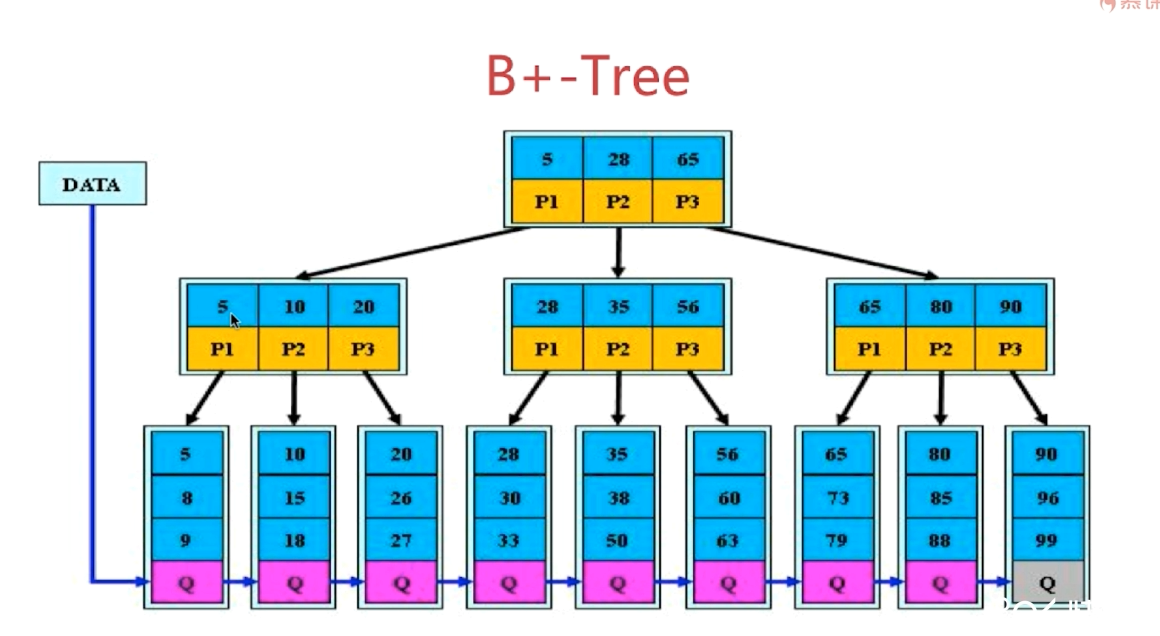 B+-Tree
DATA
5 28 65
P1 P2 P3
5 10 20
P1 P2 P3
28 35 56
P1 P2 P3
65 80 90
P1 P2 P3
5 10 20 28 35 56 65 80 90
8 15 26 30 38 60 73 85 96
9 18 27 33 50 63 79 88 99
Q Q Q Q Q Q Q Q Q